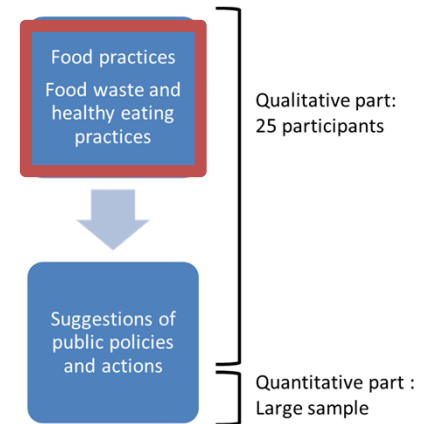 Food practices
Food waste and
healthy eating
practices
Qualitative part:
25 participants
Suggestions of
public policies
and actions
Quantitative part :
Large sample